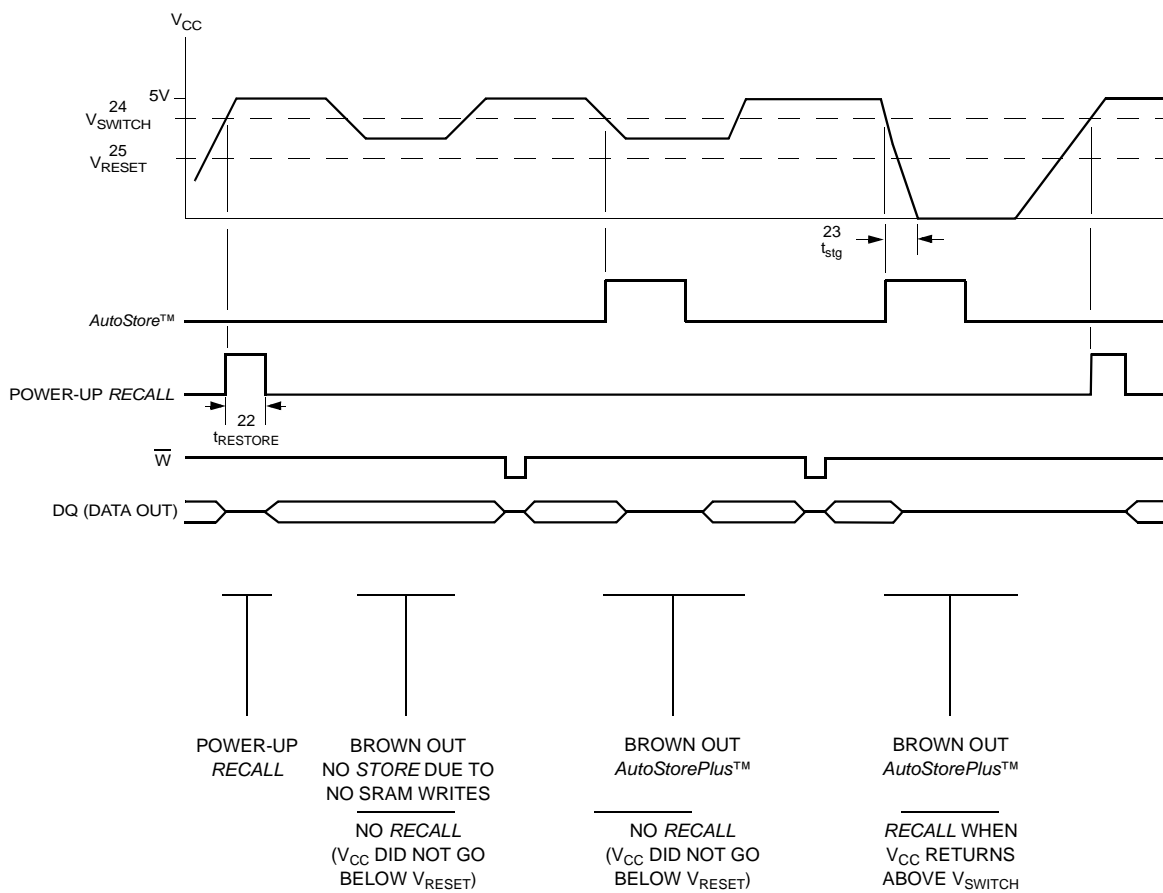 VCC
5V
24
VSWITCH
25
VRESET
23
tstg
AutoStore™
POWER-UP RECALL
22
tRESTORE
W
DQ (DATA OUT)
POWER-UP
RECALL
BROWN OUT
NO STORE DUE TO
NO SRAM WRITES
NO RECALL
(VCC DID NOT GO
BELOW VRESET)
BROWN OUT
AutoStorePlus™
NO RECALL
(VCC DID NOT GO
BELOW VRESET)
BROWN OUT
AutoStorePlus™
RECALL WHEN
VCC RETURNS
ABOVE VSWITCH